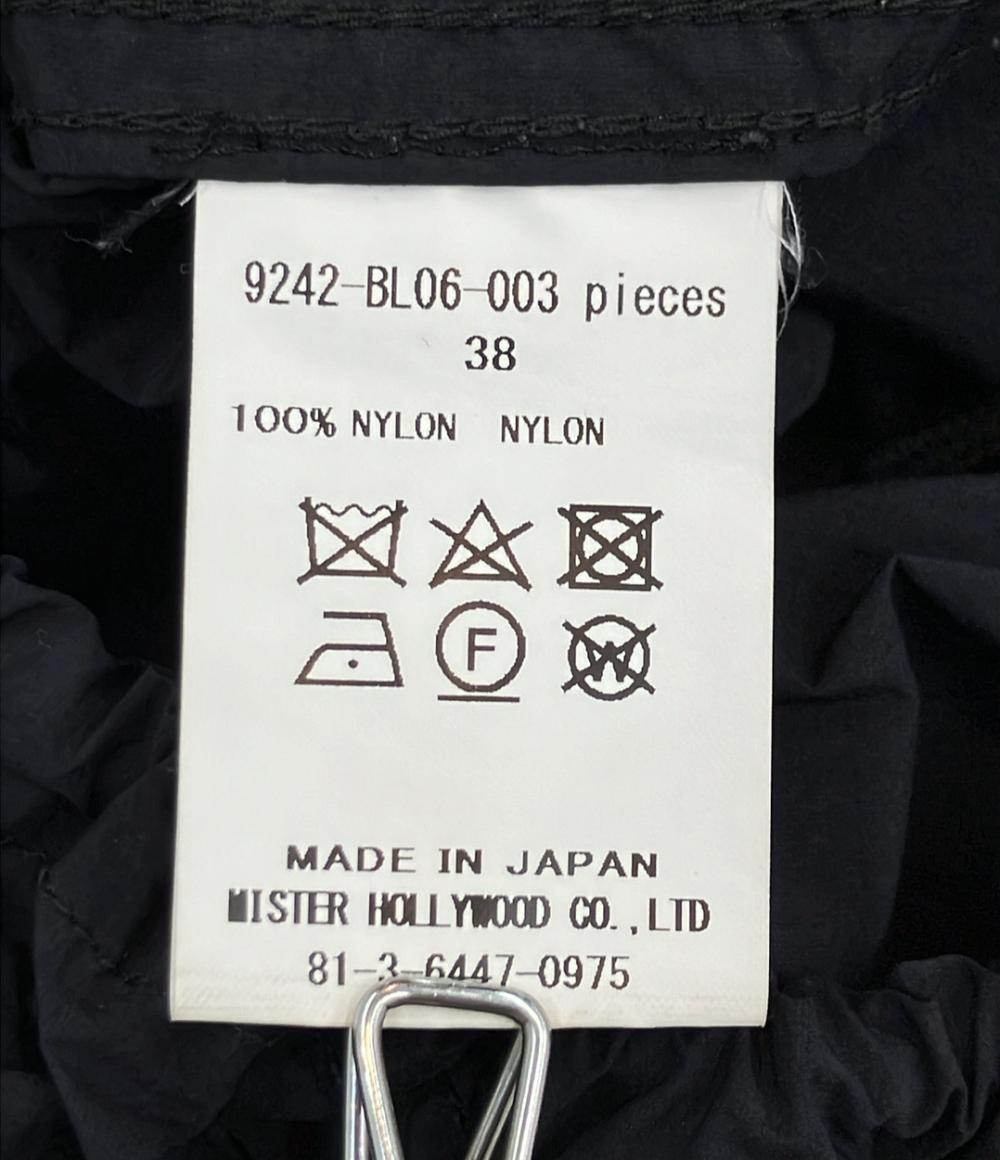 9242-BL06-003 pieces
38
100% NYLON NYLON
F
W
MADE IN JAPAN
MISTER HOLLYWOOD CO.,LTD
81-3-6447-0975